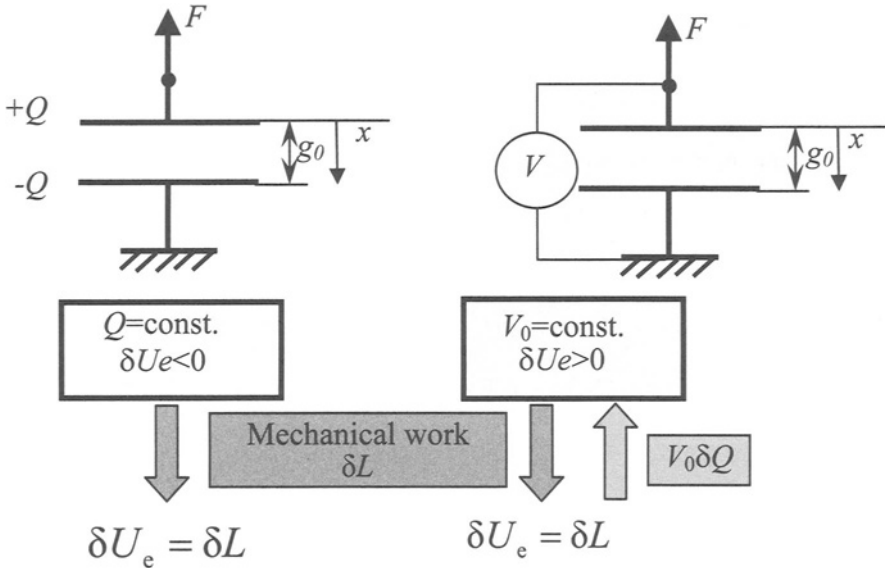 F
+Q
g₀
x
-Q
F
V
g₀
x
Q=const.
δUe<0
V₀=const.
δUe>0
Mechanical work
δL
V₀δQ
δUₑ = δL
δUₑ = δL